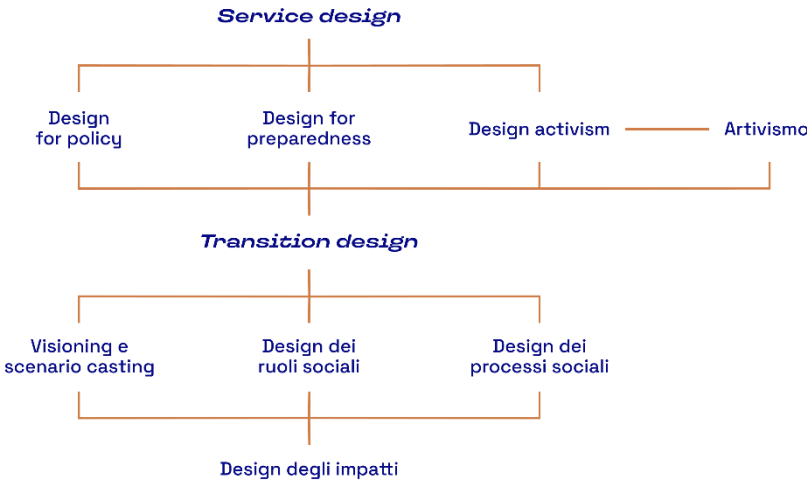 Service design
Design
for policy
Design for
preparedness
Design activism
Artivismo
Transition design
Visioning e
scenario casting
Design dei
ruoli sociali
Design dei
processi sociali
Design degli impatti